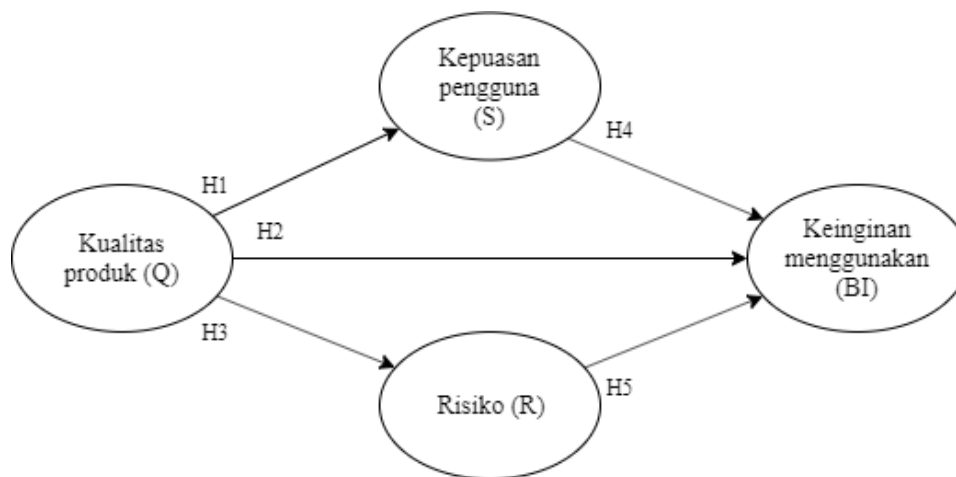 Kepuasan
pengguna
(S)
H4
H1
H2
Kualitas
produk (Q)
Keinginan
menggunakan
(BI)
H3
Risiko (R)
H5